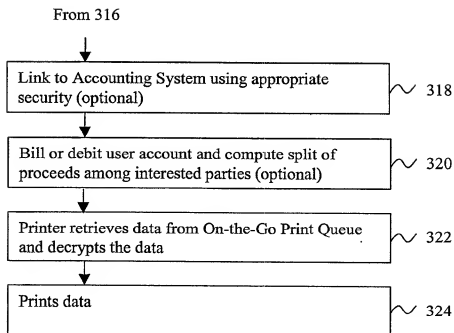 From 316
Link to Accounting System using appropriate
security (optional)
318
Bill or debit user account and compute split of
proceeds among interested parties (optional)
320
Printer retrieves data from On-the-Go Print Queue
and decrypts the data
322
Prints data
324